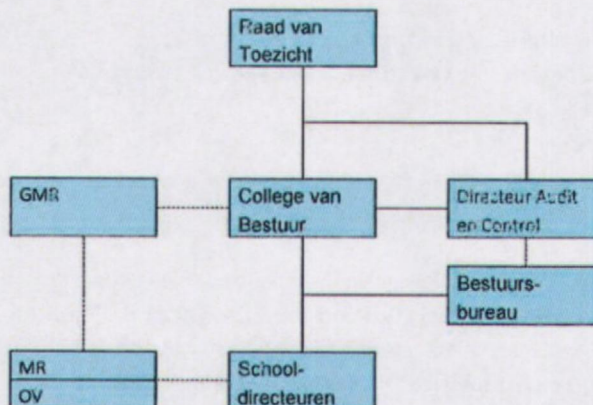 Raad van
Toezicht
GMR
College van
Bestuur
Directeur Audit
en Control
Bestuurs-
bureau
MR
OV
School-
directeuren